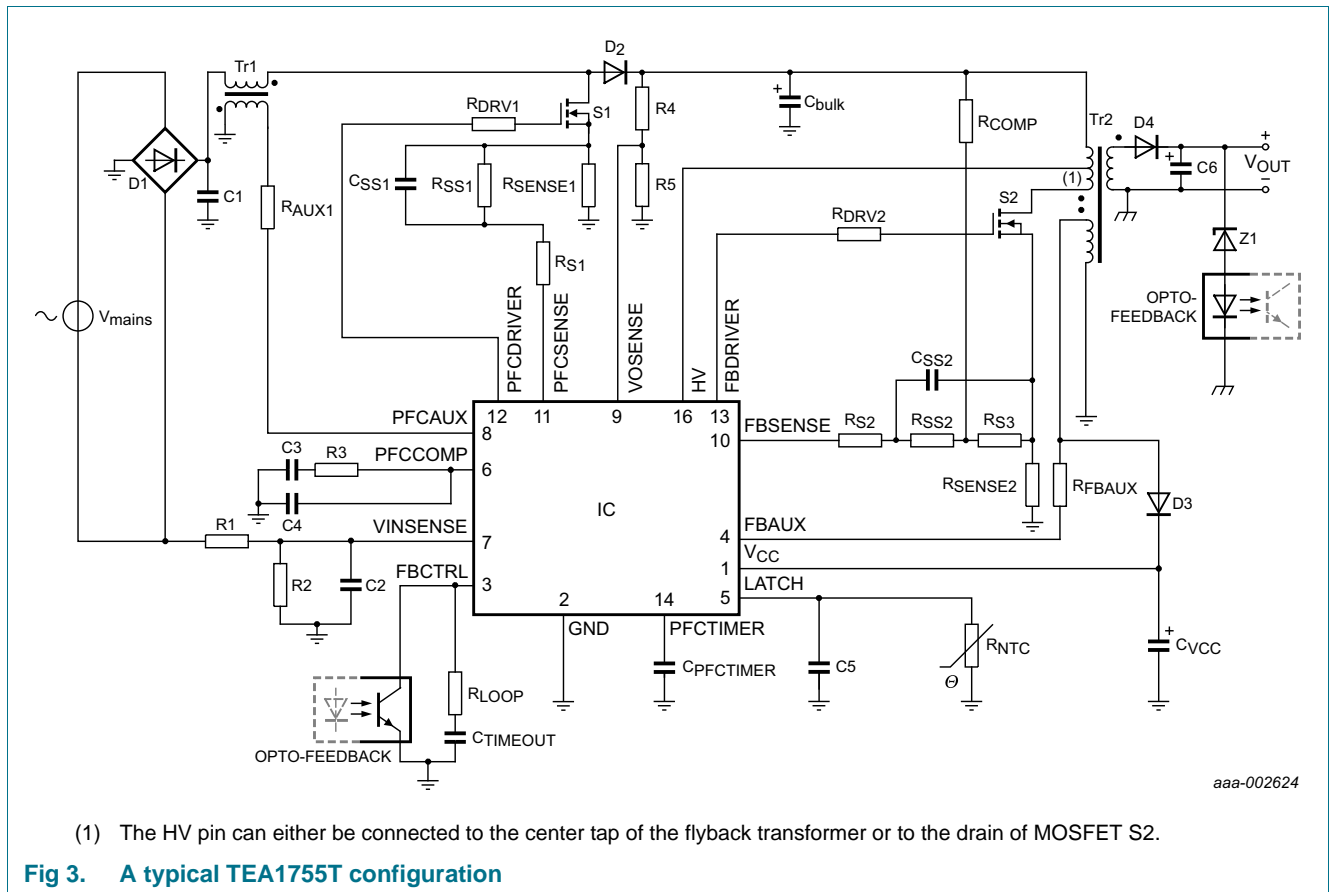 Tr1
D2
RDRV1
S1
R4
Cbulk
RCOMP
Tr2
D4
+
VOUT
−
C6
D1
C1
RAUX1
CSS1
RSS1
RSENSE1
R5
(1)
S2
RDRV2
Z1
RS1
OPTO-
FEEDBACK
Vmains
PFCDRIVER
PFCSENSE
VOSENSE
HV
FBDRIVER
CSS2
12
11
9
16
13
PFCAUX
8
10
FBSENSE
RS2
RSS2
RS3
PFCCOMP
6
C3
R3
C4
RSENSE2
RFBAUX
D3
IC
R1
VINSENSE
7
4
FBAUX
VCC
1
R2
C2
FBCTRL
3
5
LATCH
2
14
GND
PFCTIMER
CPFCTIMER
C5
RNTC
Θ
+
CVCC
RLOOP
CTIMEOUT
OPTO-FEEDBACK
aaa-002624
(1) The HV pin can either be connected to the center tap of the flyback transformer or to the drain of MOSFET S2.
Fig 3. A typical TEA1755T configuration